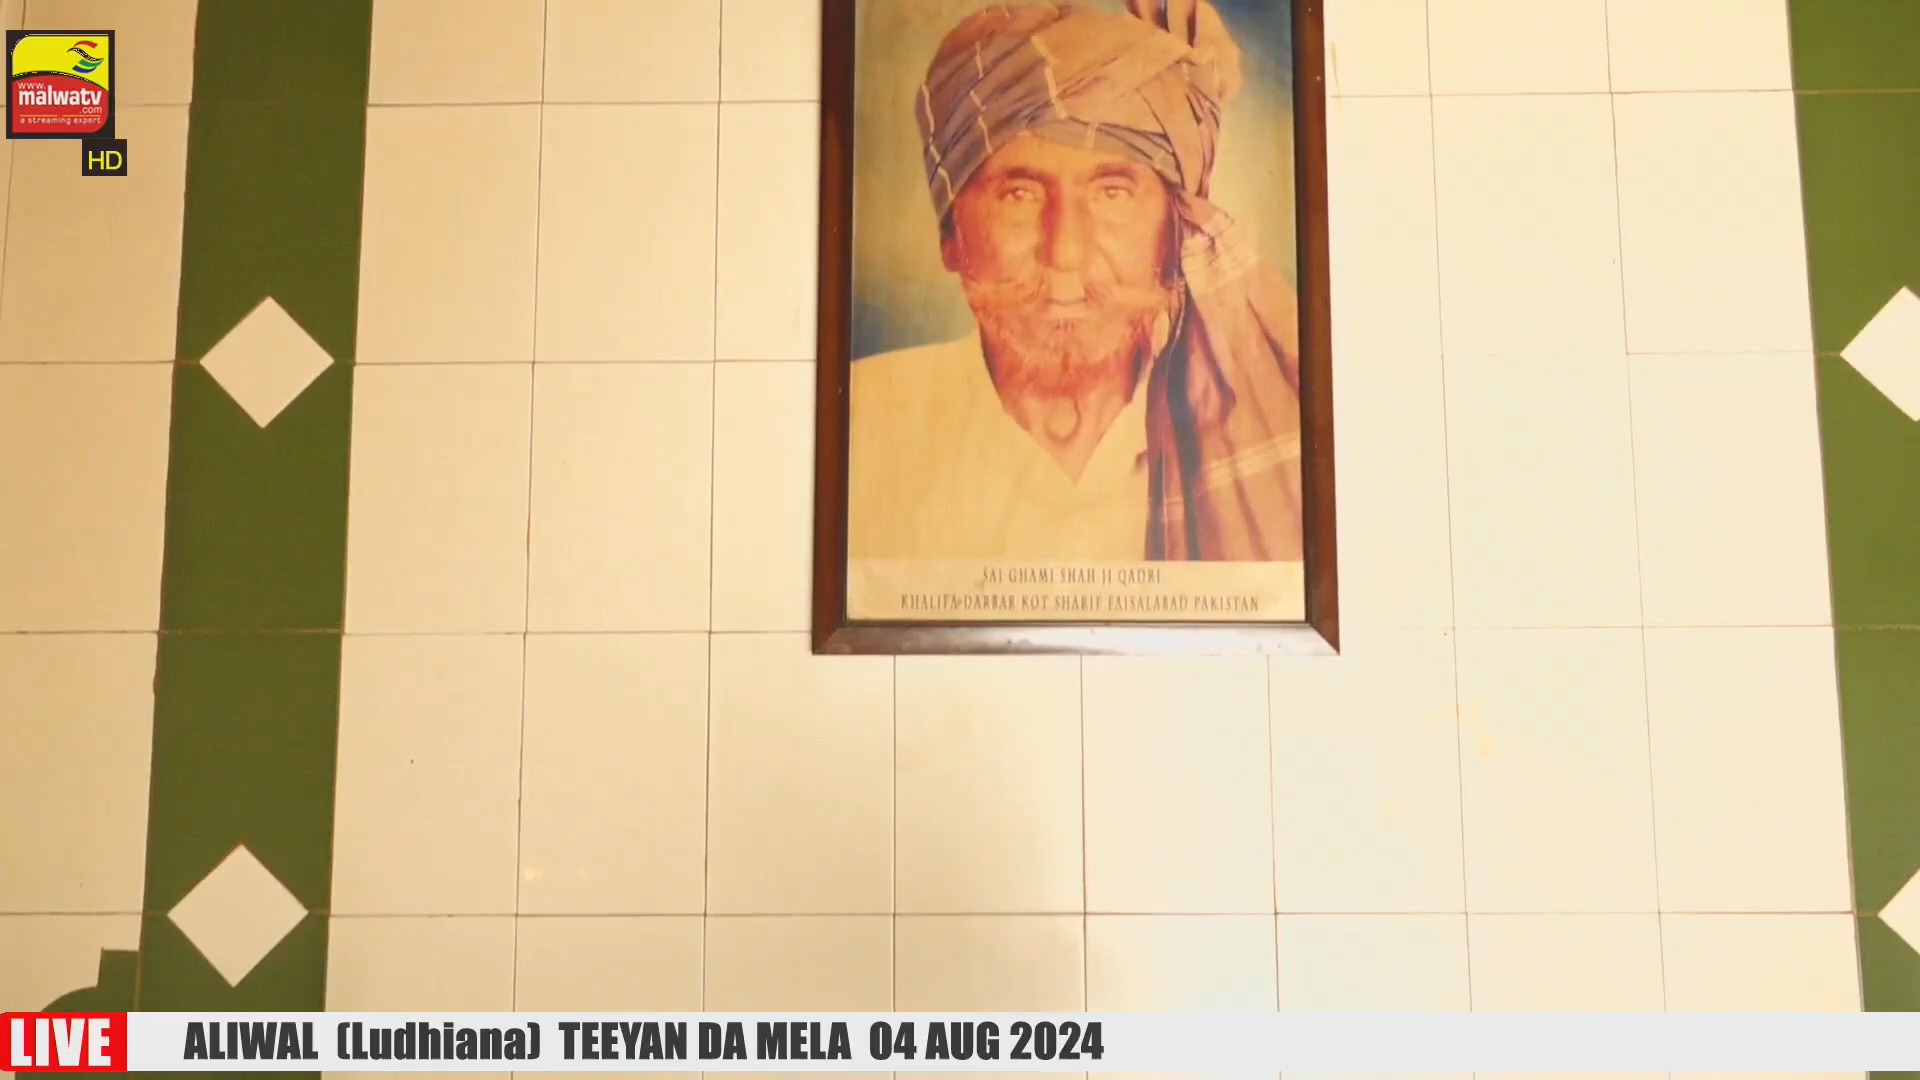 www.
malwatv
.com
a streaming expert
HD
SAI GHAMI SHAH JI QADRI
KHALIFA DARBAR KOT SHARIF FAISALABAD PAKISTAN
LIVE ALIWAL (Ludhiana) TEEYAN DA MELA 04 AUG 2024